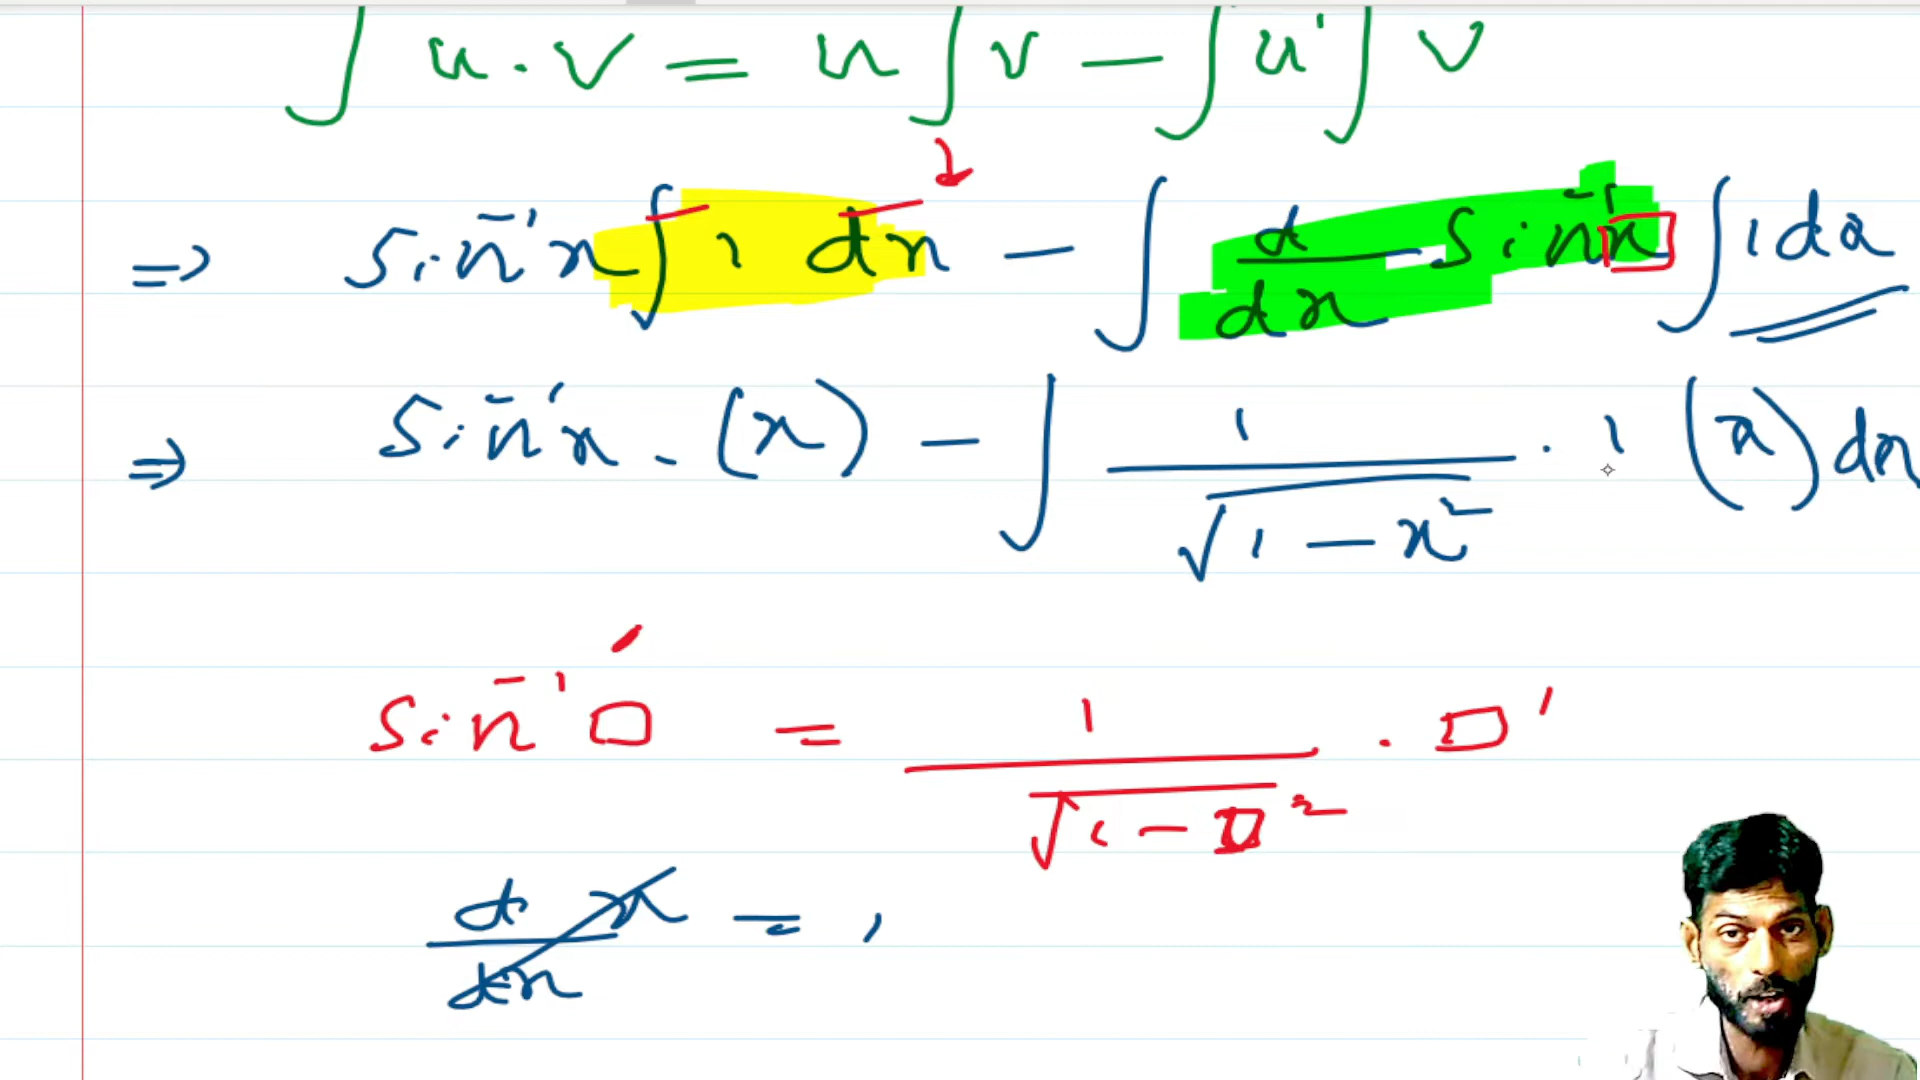 ∫ u · v = u ∫ v − ∫ u' ∫ v
⇒ Sin⁻¹x ∫ 1 dx − ∫ d/dx Sin⁻¹x ∫ 1 dx
⇒ Sin⁻¹x · (x) − ∫ 1/√(1 − x²) · 1 (x) dx
Sin⁻¹ □ ' = 1/√(1 − □²) · □'
d/dx x = 1